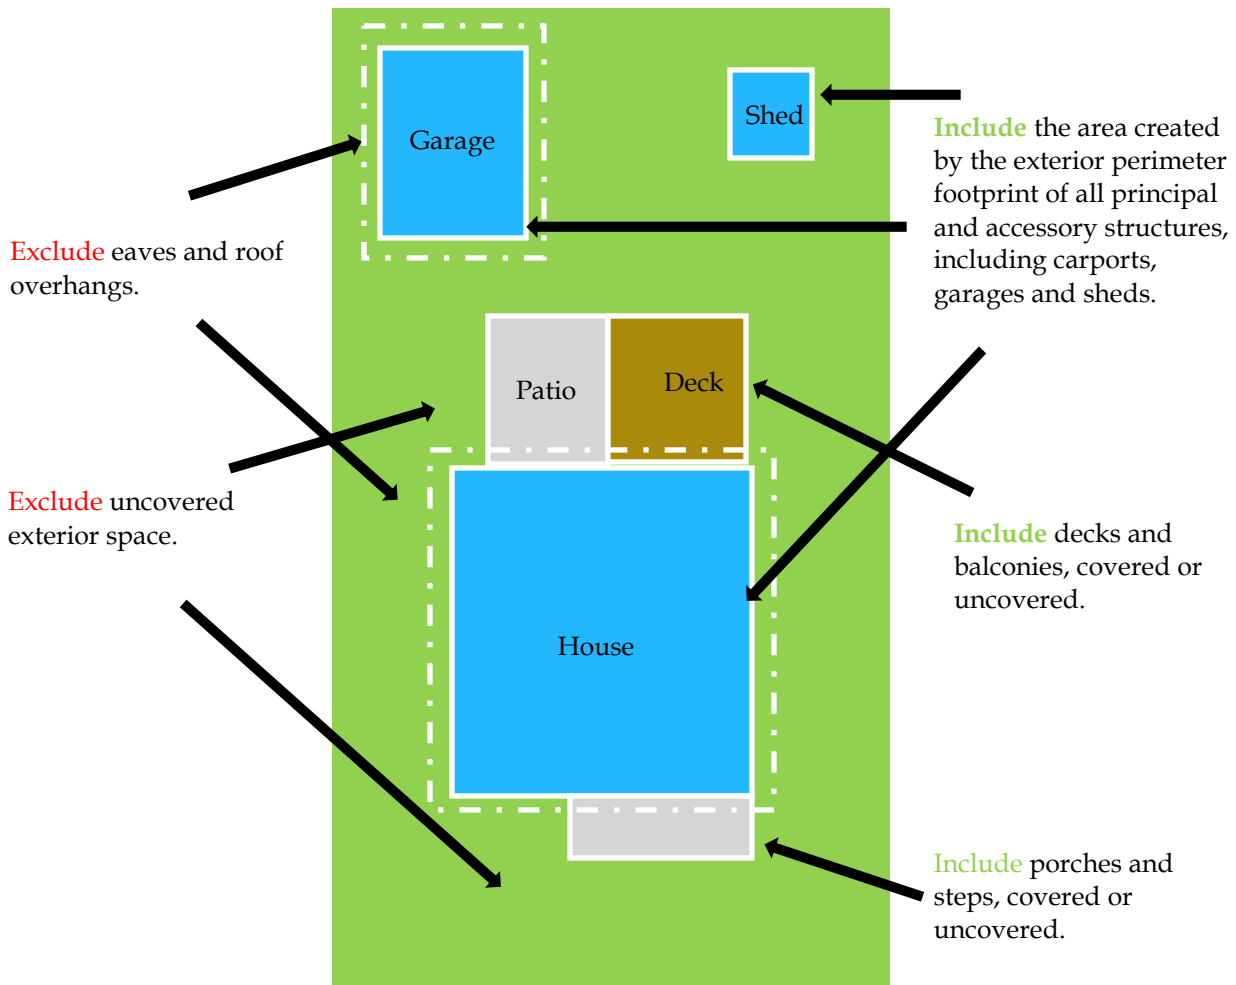 Garage
Shed
Include the area created
by the exterior perimeter
footprint of all principal
and accessory structures,
including carports,
garages and sheds.
Exclude eaves and roof
overhangs.
Patio
Deck
Exclude uncovered
exterior space.
Include decks and
balconies, covered or
uncovered.
House
Include porches and
steps, covered or
uncovered.